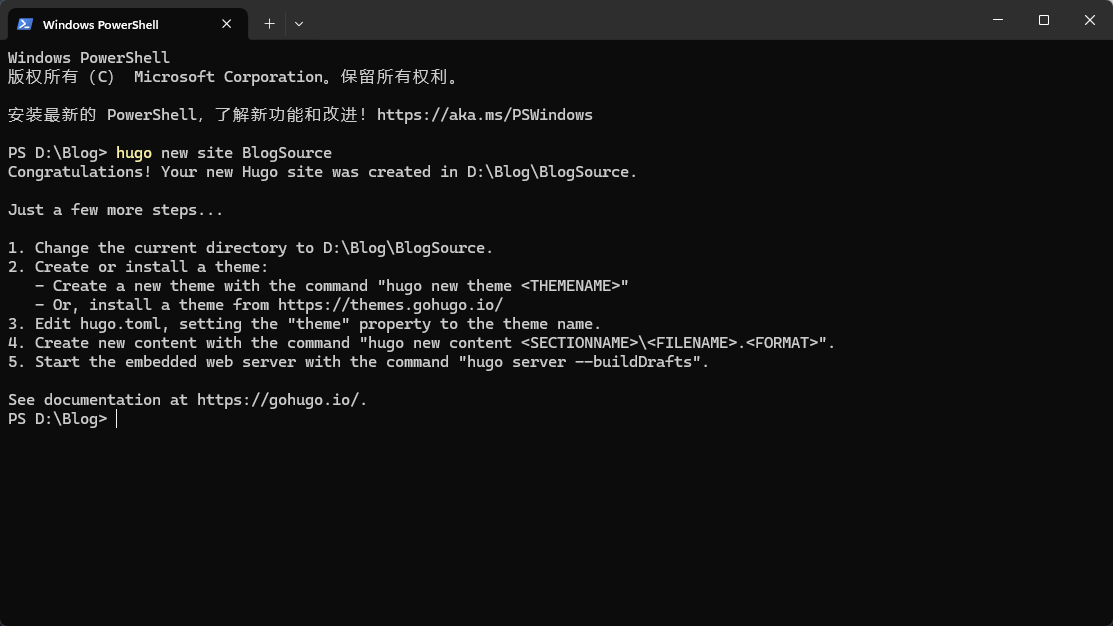 Windows PowerShell
Windows PowerShell
版权所有（C） Microsoft Corporation。保留所有权利。
安装最新的 PowerShell，了解新功能和改进！https://aka.ms/PSWindows
PS D:\Blog> hugo new site BlogSource
Congratulations! Your new Hugo site was created in D:\Blog\BlogSource.
Just a few more steps...
1. Change the current directory to D:\Blog\BlogSource.
2. Create or install a theme:
   - Create a new theme with the command "hugo new theme <THEMENAME>"
   - Or, install a theme from https://themes.gohugo.io/
3. Edit hugo.toml, setting the "theme" property to the theme name.
4. Create new content with the command "hugo new content <SECTIONNAME>\<FILENAME>.<FORMAT>".
5. Start the embedded web server with the command "hugo server --buildDrafts".
See documentation at https://gohugo.io/.
PS D:\Blog>